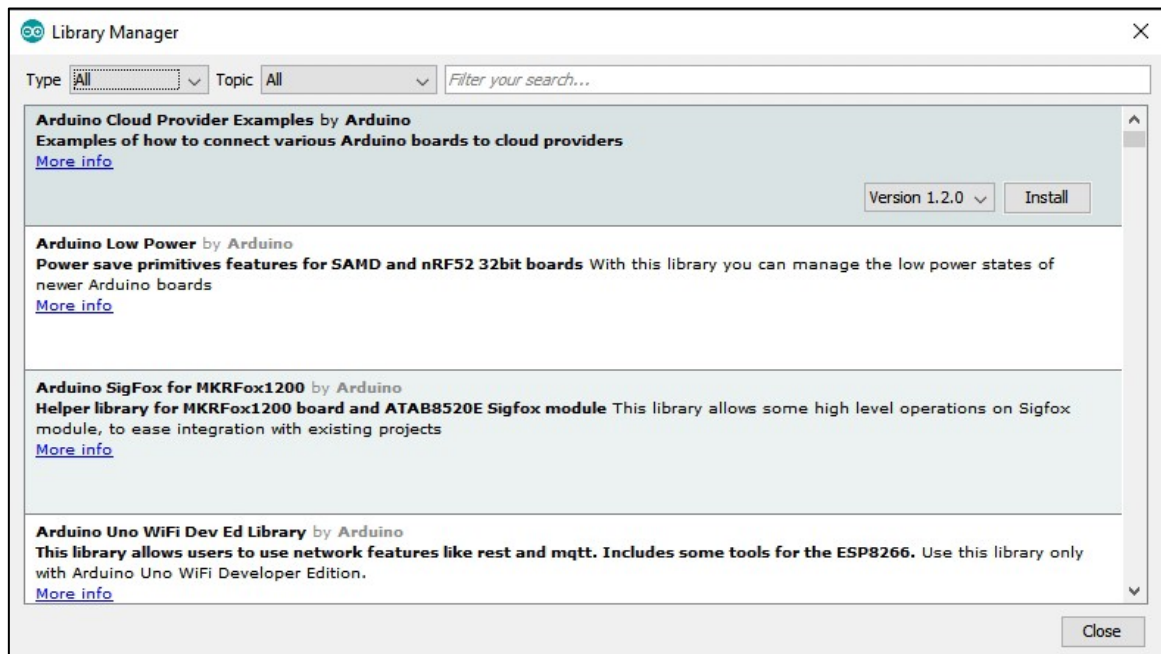 Library Manager
Type All Topic All Filter your search...
Arduino Cloud Provider Examples by Arduino
Examples of how to connect various Arduino boards to cloud providers
More info
Version 1.2.0 Install
Arduino Low Power by Arduino
Power save primitives features for SAMD and nRF52 32bit boards With this library you can manage the low power states of
newer Arduino boards
More info
Arduino SigFox for MKRFox1200 by Arduino
Helper library for MKRFox1200 board and ATAB8520E Sigfox module This library allows some high level operations on Sigfox
module, to ease integration with existing projects
More info
Arduino Uno WiFi Dev Ed Library by Arduino
This library allows users to use network features like rest and mqtt. Includes some tools for the ESP8266. Use this library only
with Arduino Uno WiFi Developer Edition.
More info
Close